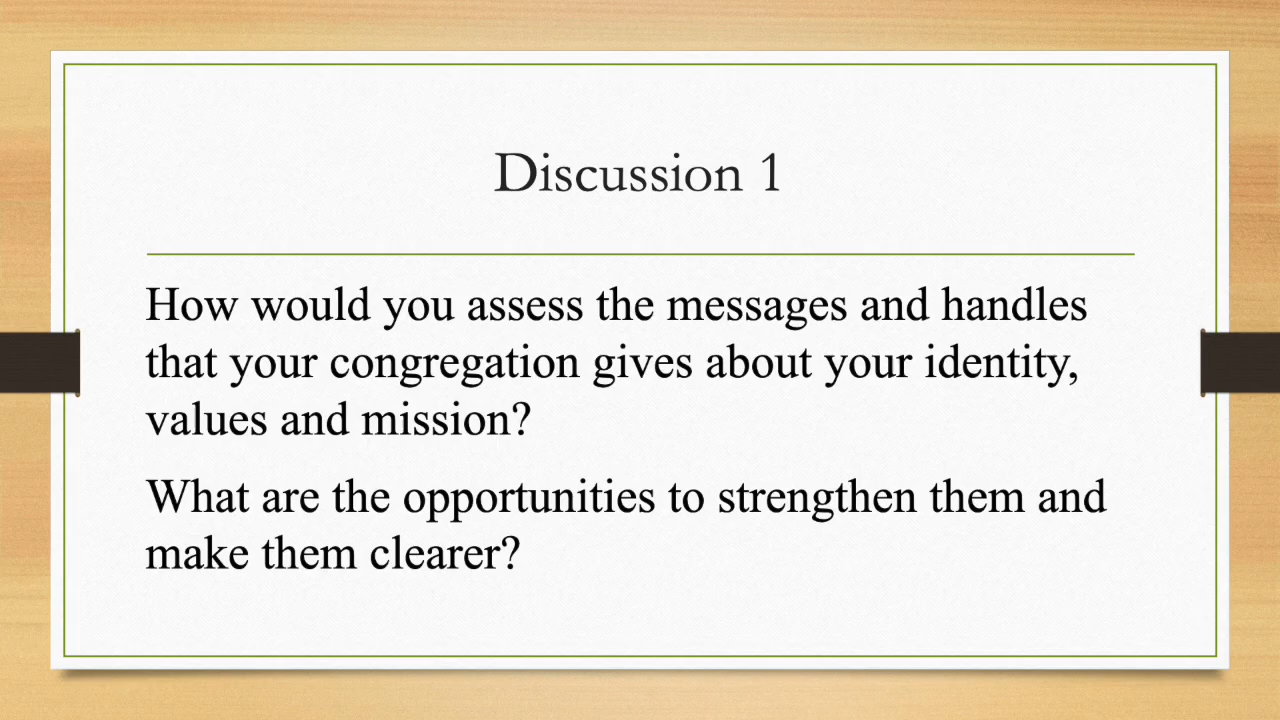 Discussion 1
How would you assess the messages and handles
that your congregation gives about your identity,
values and mission?
What are the opportunities to strengthen them and
make them clearer?